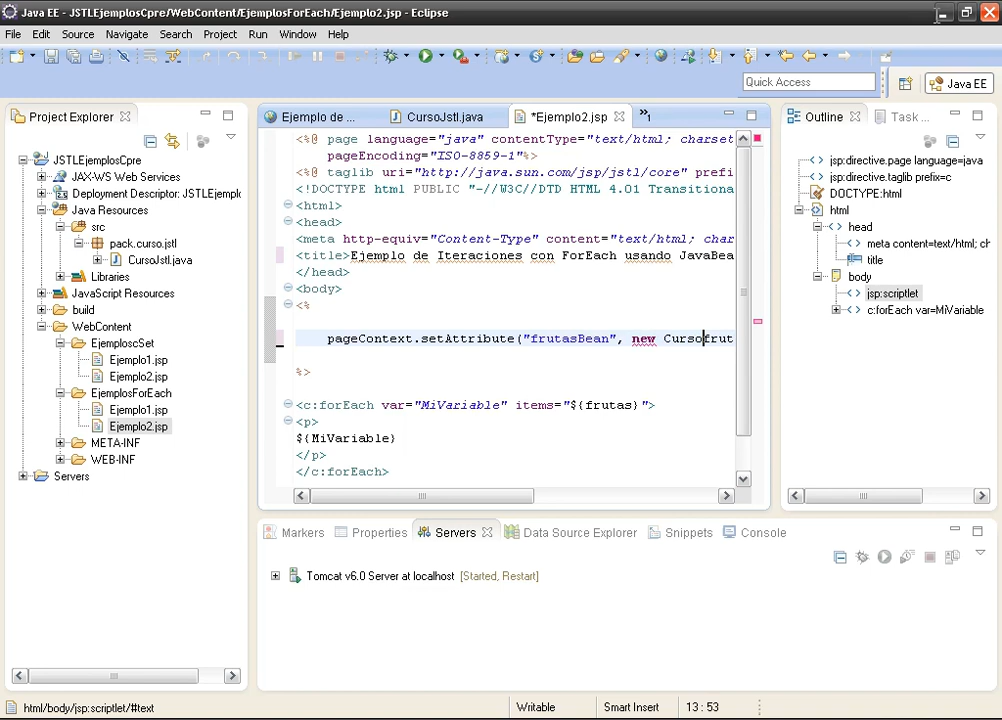 Java EE - JSTLEjemplosCpre/WebContent/EjemplosForEach/Ejemplo2.jsp - Eclipse
File Edit Source Navigate Search Project Run Window Help
Quick Access
Java EE
Project Explorer
JSTLEjemplosCpre
JAX-WS Web Services
Deployment Descriptor: JSTLEjempl
Java Resources
src
pack.curso.jstl
CursoJstl.java
Libraries
JavaScript Resources
build
WebContent
EjemploscSet
Ejemplo1.jsp
Ejemplo2.jsp
EjemplosForEach
Ejemplo1.jsp
Ejemplo2.jsp
META-INF
WEB-INF
Servers
Ejemplo de ...
CursoJstl.java
*Ejemplo2.jsp
»1
<%@ page language="java" contentType="text/html; charset
pageEncoding="ISO-8859-1"%>
<%@ taglib uri="http://java.sun.com/jsp/jstl/core" prefi
<!DOCTYPE html PUBLIC "-//W3C//DTD HTML 4.01 Transitiona
<html>
<head>
<meta http-equiv="Content-Type" content="text/html; char
<title>Ejemplo de Iteraciones con ForEach usando JavaBea
</head>
<body>
<%
pageContext.setAttribute("frutasBean", new Cursofrut
%>
<c:forEach var="MiVariable" items="${frutas}">
<p>
${MiVariable}
</p>
</c:forEach>
Outline
Task ...
jsp:directive.page language=java
jsp:directive.taglib prefix=c
DOCTYPE:html
html
head
meta content=text/html; ch
title
body
jsp:scriptlet
c:forEach var=MiVariable
Markers
Properties
Servers
Data Source Explorer
Snippets
Console
Tomcat v6.0 Server at localhost [Started, Restart]
html/body/jsp:scriptlet/#text
Writable
Smart Insert
13 : 53